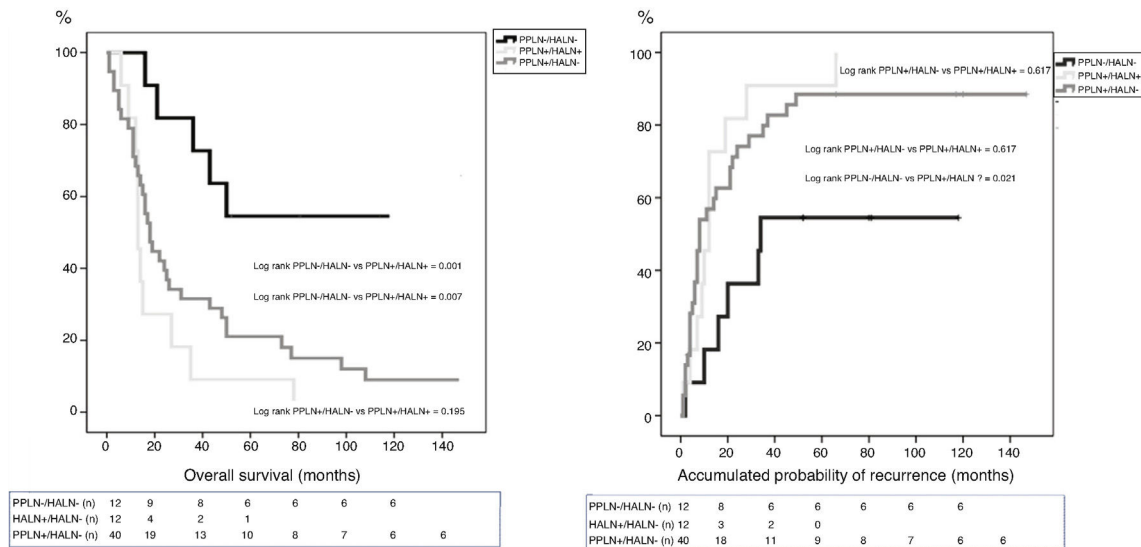 %
100
80
60
40
20
0
0 20 40 60 80 100 120 140
PPLN-/HALN-
PPLN+/HALN+
PPLN+/HALN-
Log rank PPLN-/HALN- vs PPLN+/HALN+ = 0.001
Log rank PPLN-/HALN- vs PPLN+/HALN+ = 0.007
Log rank PPLN+/HALN- vs PPLN+/HALN+ = 0.195
Overall survival (months)
PPLN-/HALN- (n) 12 9 8 6 6 6 6
HALN+/HALN- (n) 12 4 2 1
PPLN+/HALN- (n) 40 19 13 10 8 7 6 6
%
100
80
60
40
20
0
0 20 40 60 80 100 120 140
PPLN-/HALN-
PPLN+/HALN+
PPLN+/HALN-
Log rank PPLN+/HALN- vs PPLN+/HALN+ = 0.617
Log rank PPLN+/HALN- vs PPLN+/HALN+ = 0.617
Log rank PPLN-/HALN- vs PPLN+/HALN ? = 0.021
Accumulated probability of recurrence (months)
PPLN-/HALN- (n) 12 8 6 6 6 6 6
HALN+/HALN- (n) 12 3 2 0
PPLN+/HALN- (n) 40 18 11 9 8 7 6 6